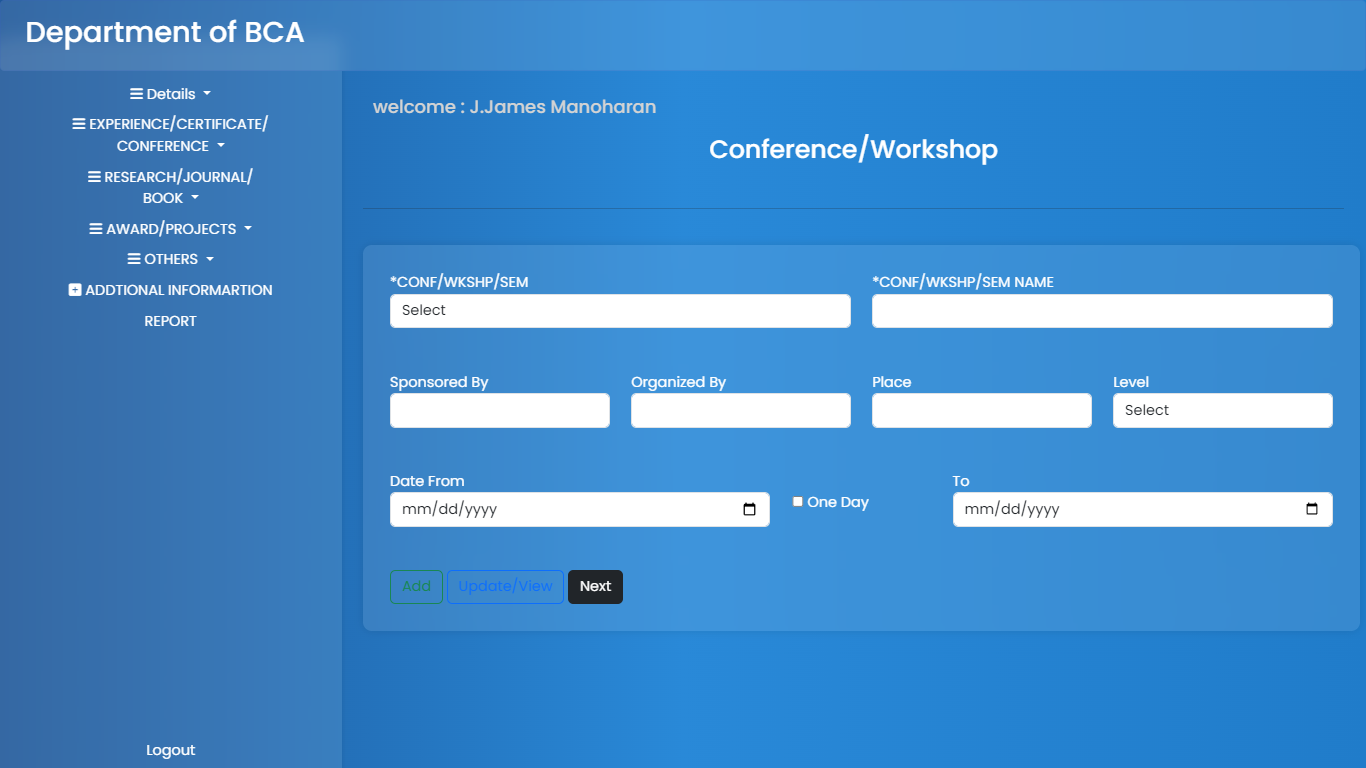 Department of BCA
Details
EXPERIENCE/CERTIFICATE/
CONFERENCE
RESEARCH/JOURNAL/
BOOK
AWARD/PROJECTS
OTHERS
ADDTIONAL INFORMARTION
REPORT
Logout
welcome : J.James Manoharan
Conference/Workshop
*CONF/WKSHP/SEM
Select
*CONF/WKSHP/SEM NAME
Sponsored By
Organized By
Place
Level
Select
Date From
mm/dd/yyyy
One Day
To
mm/dd/yyyy
Add
Update/View
Next